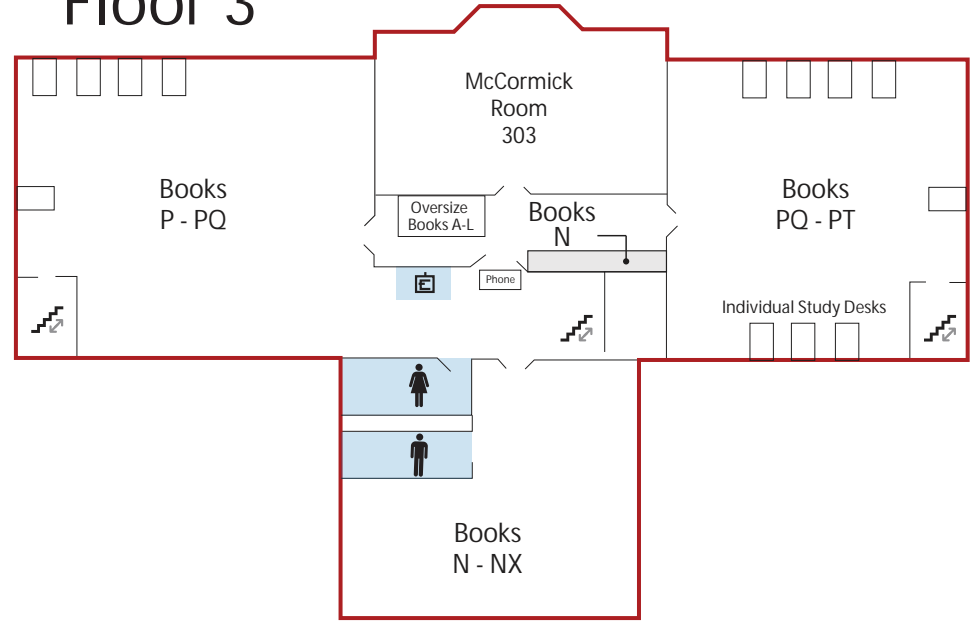 Floor 3
McCormick
Room
303
Books
P - PQ
Oversize
Books A-L
Books
N
Books
PQ - PT
Phone
E
Individual Study Desks
Books
N - NX